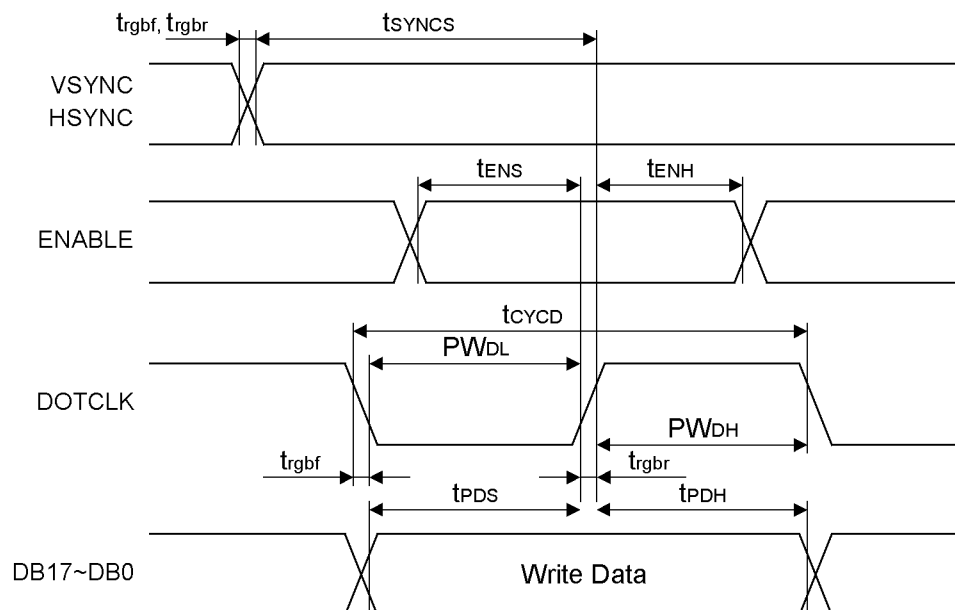 trgbf, trgbr
tSYNCS
VSYNC
HSYNC
tENS
tENH
ENABLE
tCYCD
PWDL
DOTCLK
PWDH
trgbf
trgbr
tPDS
tPDH
DB17~DB0
Write Data